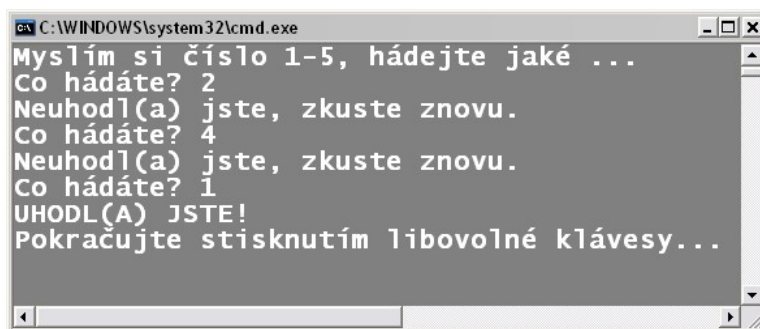 C:\WINDOWS\system32\cmd.exe
Myslím si číslo 1-5, hádejte jaké ...
Co hádáte? 2
Neuhodl(a) jste, zkuste znovu.
Co hádáte? 4
Neuhodl(a) jste, zkuste znovu.
Co hádáte? 1
UHODL(A) JSTE!
Pokračujte stisknutím libovolné klávesy...